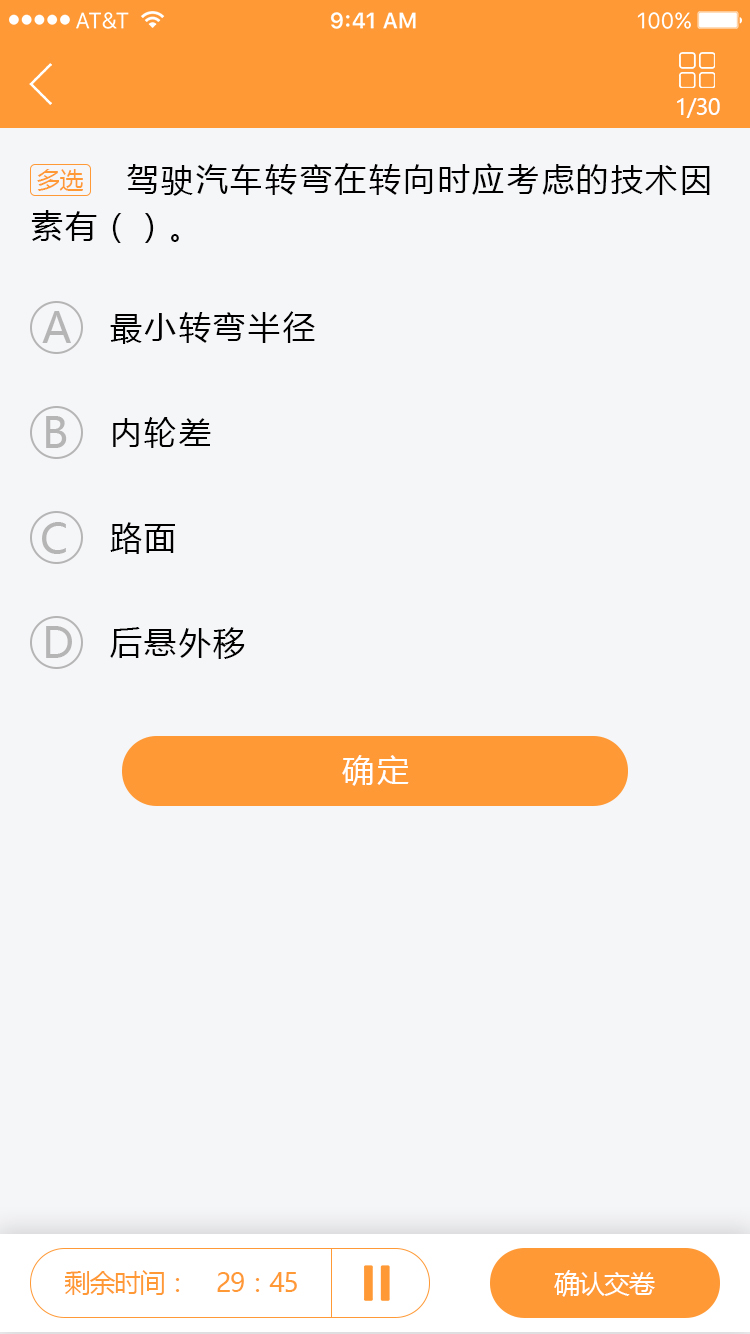 AT&T 9:41 AM 100%
1/30
多选 驾驶汽车转弯在转向时应考虑的技术因
素有（ ）。
A 最小转弯半径
B 内轮差
C 路面
D 后悬外移
确定
剩余时间： 29：45 确认交卷